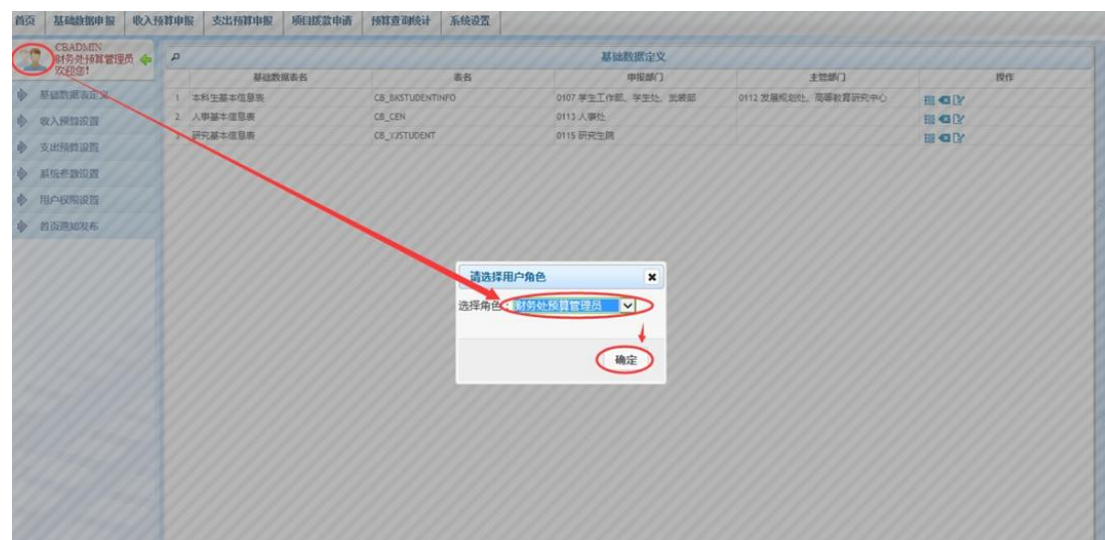 首页 基础数据申报 收入预算申报 支出预算申报 项目拨款申请 预算查询统计 系统设置
CBADMIN
财务处预算管理员
欢迎您!
基础数据表定义
收入预算设置
支出预算设置
系统参数设置
用户权限设置
首页通知发布
基础数据定义
基础数据表名 表名 申报部门 主管部门 操作
1 本科生基本信息表 CB_BKSTUDENTINFO 0107 学生工作部、学生处、武装部 0112 发展规划处、高等教育研究中心
2 人事基本信息表 CB_CEN 0113 人事处
3 研究基本信息表 CB_YJSTUDENT 0115 研究生院
请选择用户角色
选择角色: 财务处预算管理员
确定